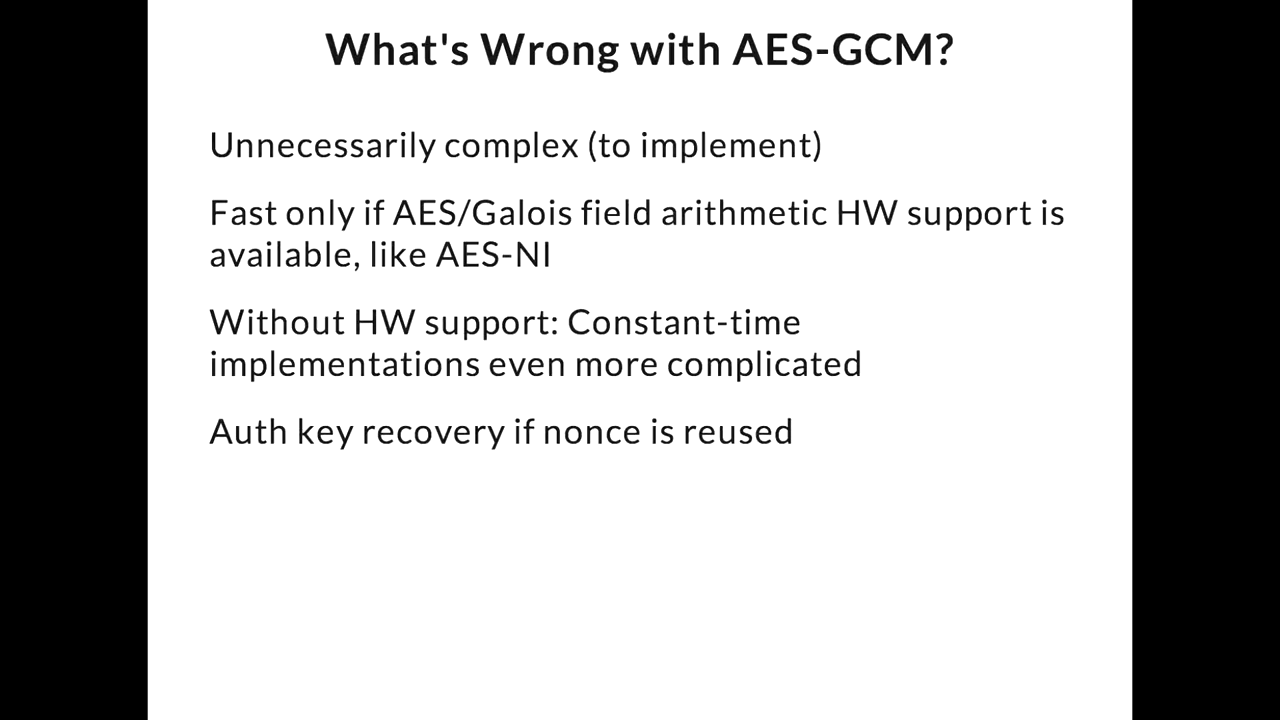 What's Wrong with AES-GCM?
Unnecessarily complex (to implement)
Fast only if AES/Galois field arithmetic HW support is
available, like AES-NI
Without HW support: Constant-time
implementations even more complicated
Auth key recovery if nonce is reused